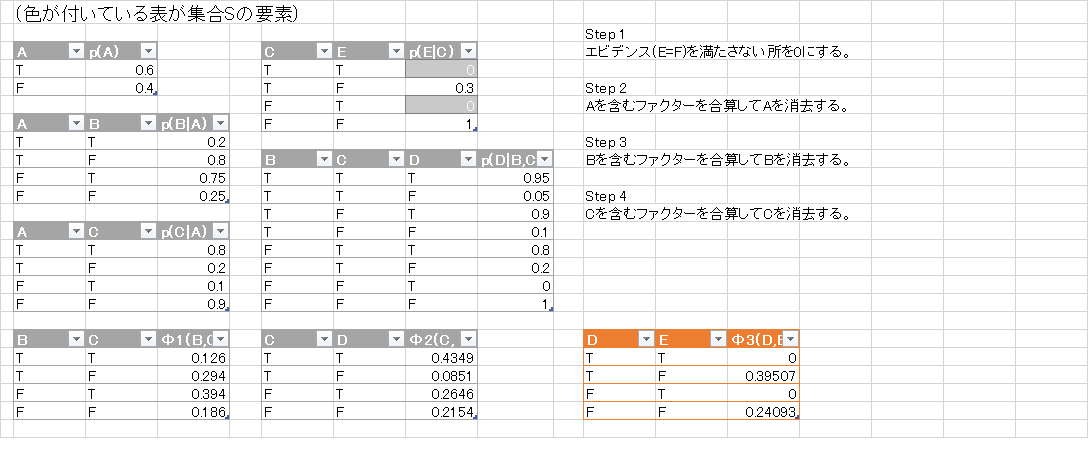 (色が付いている表が集合Sの要素)
A p(A)
T 0.6
F 0.4
A B p(B|A)
T T 0.2
T F 0.8
F T 0.75
F F 0.25
A C p(C|A)
T T 0.8
T F 0.2
F T 0.1
F F 0.9
B C Φ1(B,C
T T 0.126
T F 0.294
F T 0.394
F F 0.186
C E p(E|C)
T T 0
T F 0.3
F T 0
F F 1
B C D p(D|B,C
T T T 0.95
T T F 0.05
T F T 0.9
T F F 0.1
F T T 0.8
F T F 0.2
F F T 0
F F F 1
C D Φ2(C,
T T 0.4349
T F 0.0851
F T 0.2646
F F 0.2154
Step 1
エビデンス(E=F)を満たさない所を0にする。
Step 2
Aを含むファクターを合算してAを消去する。
Step 3
Bを含むファクターを合算してBを消去する。
Step 4
Cを含むファクターを合算してCを消去する。
D E Φ3(D,E
T T 0
T F 0.39507
F T 0
F F 0.24093